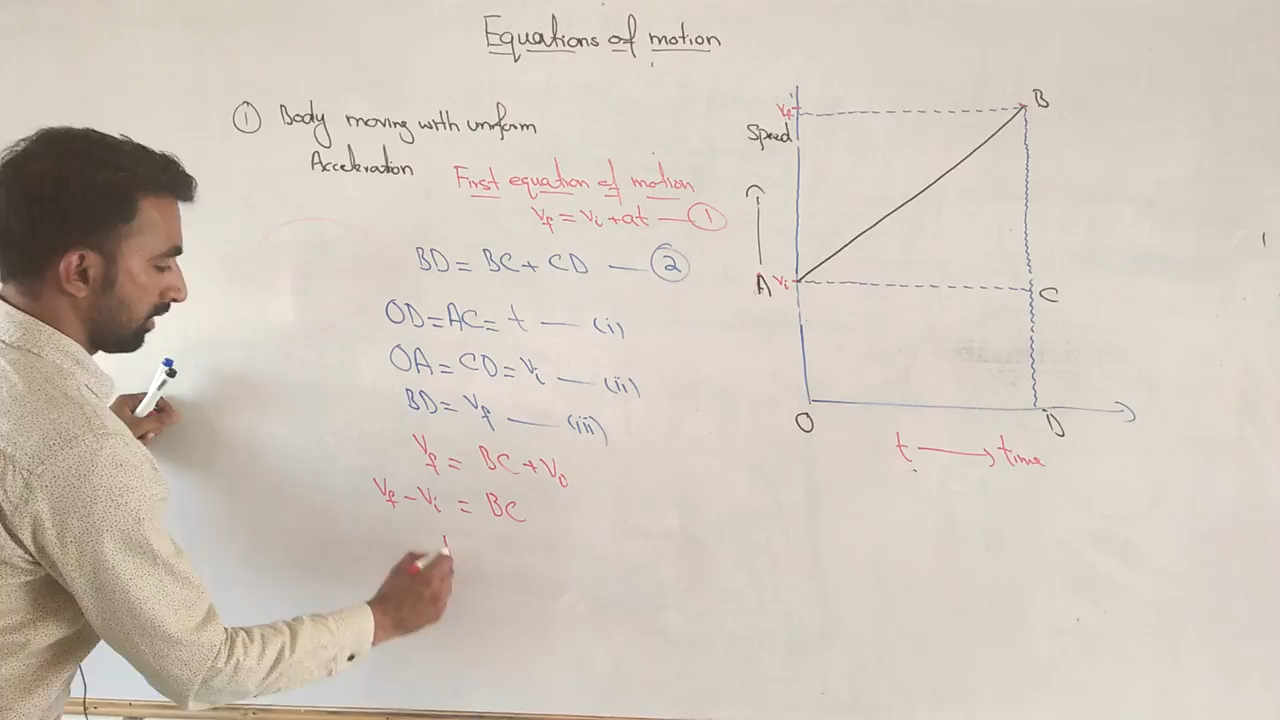 Equations of motion
① Body moving with uniform
Acceleration
First equation of motion
Vf = Vi + at — ①
BD = BC + CD — ②
OD = AC = t — (i)
OA = CD = Vi — (ii)
BD = Vf — (iii)
Vf = BC + V0
Vf - Vi = BC
Vf
B
Speed
A
Vi
C
O
D
t → time